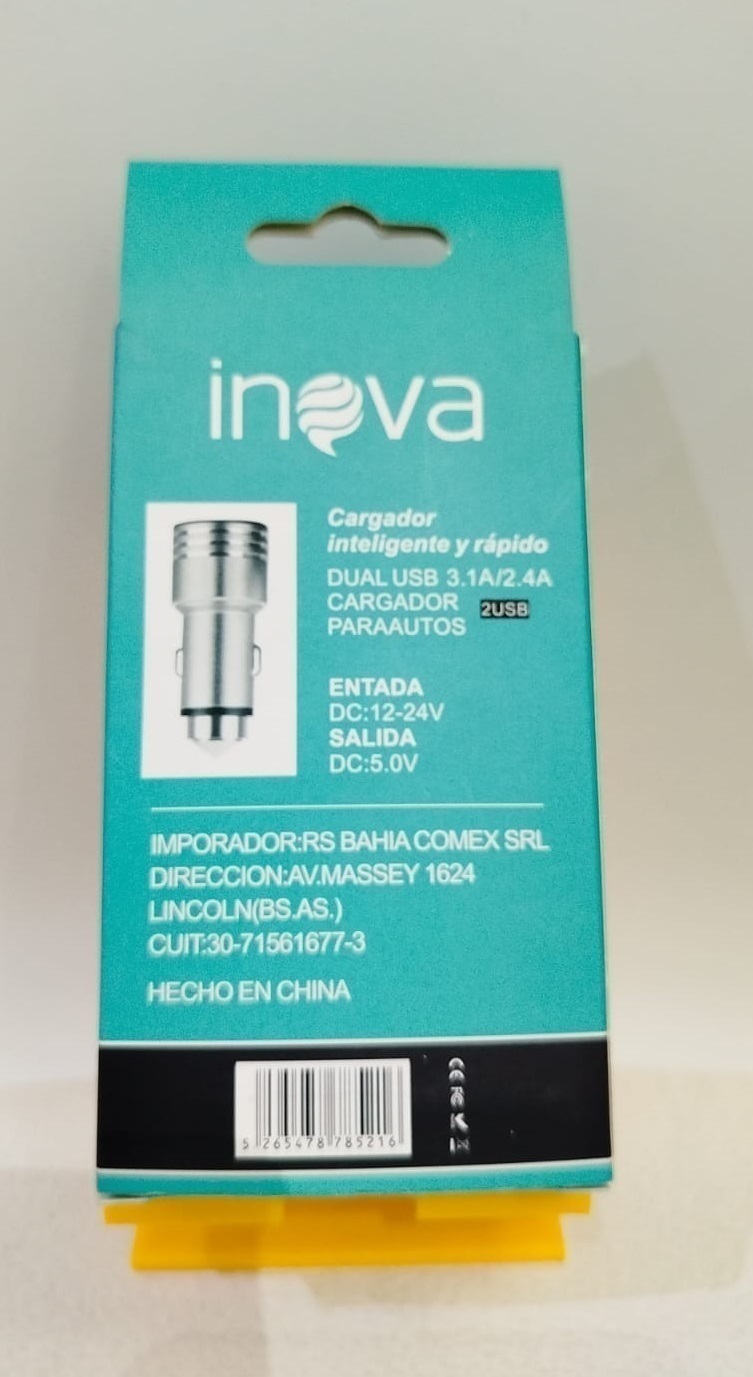 inova
Cargador
inteligente y rápido
DUAL USB 3.1A/2.4A
CARGADOR 2USB
PARAAUTOS
ENTADA
DC:12-24V
SALIDA
DC:5.0V
IMPORADOR:RS BAHIA COMEX SRL
DIRECCION:AV.MASSEY 1624
LINCOLN(BS.AS.)
CUIT:30-71561677-3
HECHO EN CHINA
5 265478 785216
CE FC